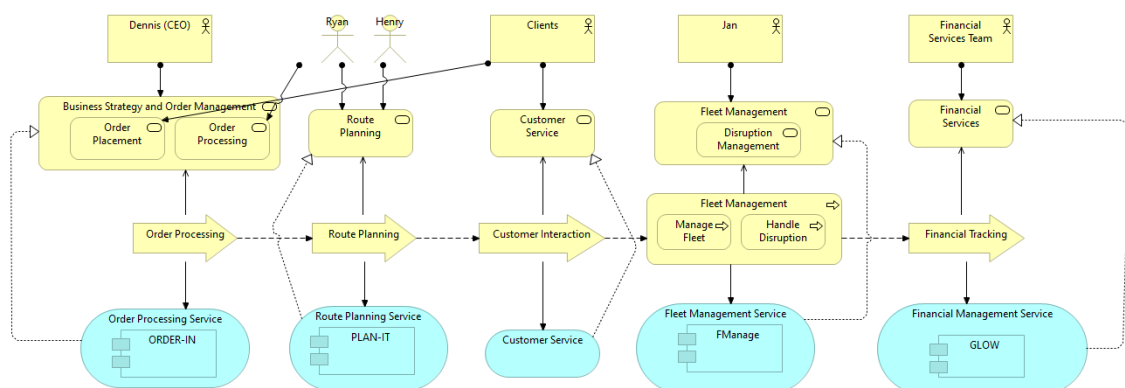 Dennis (CEO)
Ryan
Henry
Clients
Jan
Financial
Services Team
Business Strategy and Order Management
Order
Placement
Order
Processing
Route
Planning
Customer
Service
Fleet Management
Disruption
Management
Financial
Services
Order Processing
Route Planning
Customer Interaction
Fleet Management
Manage
Fleet
Handle
Disruption
Financial Tracking
Order Processing Service
ORDER-IN
Route Planning Service
PLAN-IT
Customer Service
Fleet Management Service
FManage
Financial Management Service
GLOW